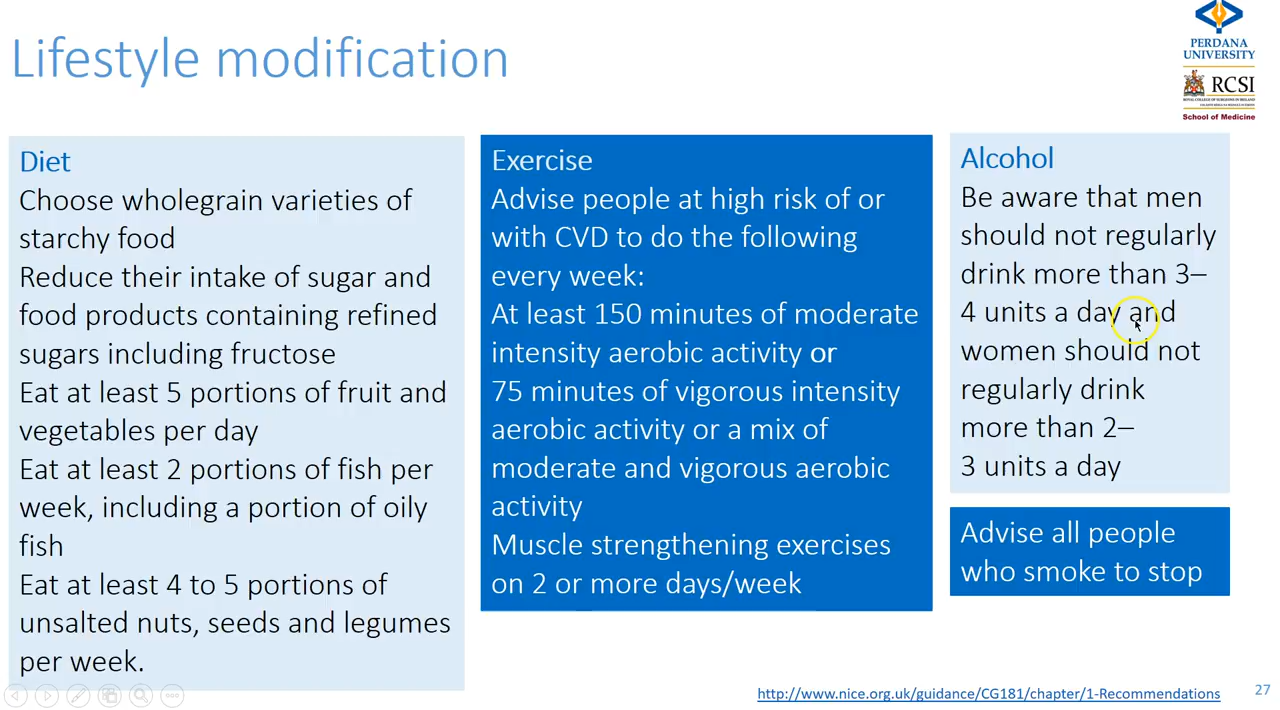 Lifestyle modification
PERDANA
UNIVERSITY
RCSI
ROYAL COLLEGE OF SURGEONS IN IRELAND
School of Medicine
Diet
Choose wholegrain varieties of
starchy food
Reduce their intake of sugar and
food products containing refined
sugars including fructose
Eat at least 5 portions of fruit and
vegetables per day
Eat at least 2 portions of fish per
week, including a portion of oily
fish
Eat at least 4 to 5 portions of
unsalted nuts, seeds and legumes
per week.
Exercise
Advise people at high risk of or
with CVD to do the following
every week:
At least 150 minutes of moderate
intensity aerobic activity or
75 minutes of vigorous intensity
aerobic activity or a mix of
moderate and vigorous aerobic
activity
Muscle strengthening exercises
on 2 or more days/week
Alcohol
Be aware that men
should not regularly
drink more than 3–
4 units a day and
women should not
regularly drink
more than 2–
3 units a day
Advise all people
who smoke to stop
http://www.nice.org.uk/guidance/CG181/chapter/1-Recommendations
27